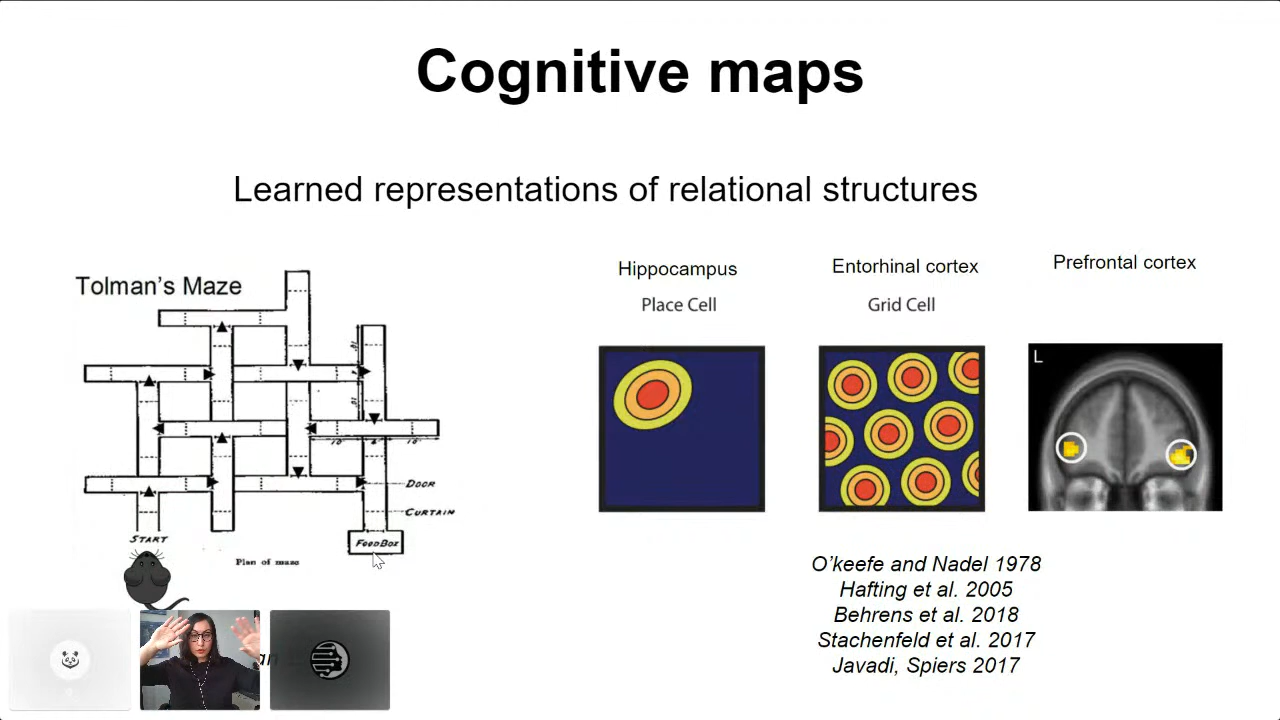 Cognitive maps
Learned representations of relational structures
Tolman's Maze
START
DOOR
CURTAIN
FOODBOX
Plan of maze
Hippocampus
Place Cell
Entorhinal cortex
Grid Cell
Prefrontal cortex
L
O'keefe and Nadel 1978
Hafting et al. 2005
Behrens et al. 2018
Stachenfeld et al. 2017
Javadi, Spiers 2017